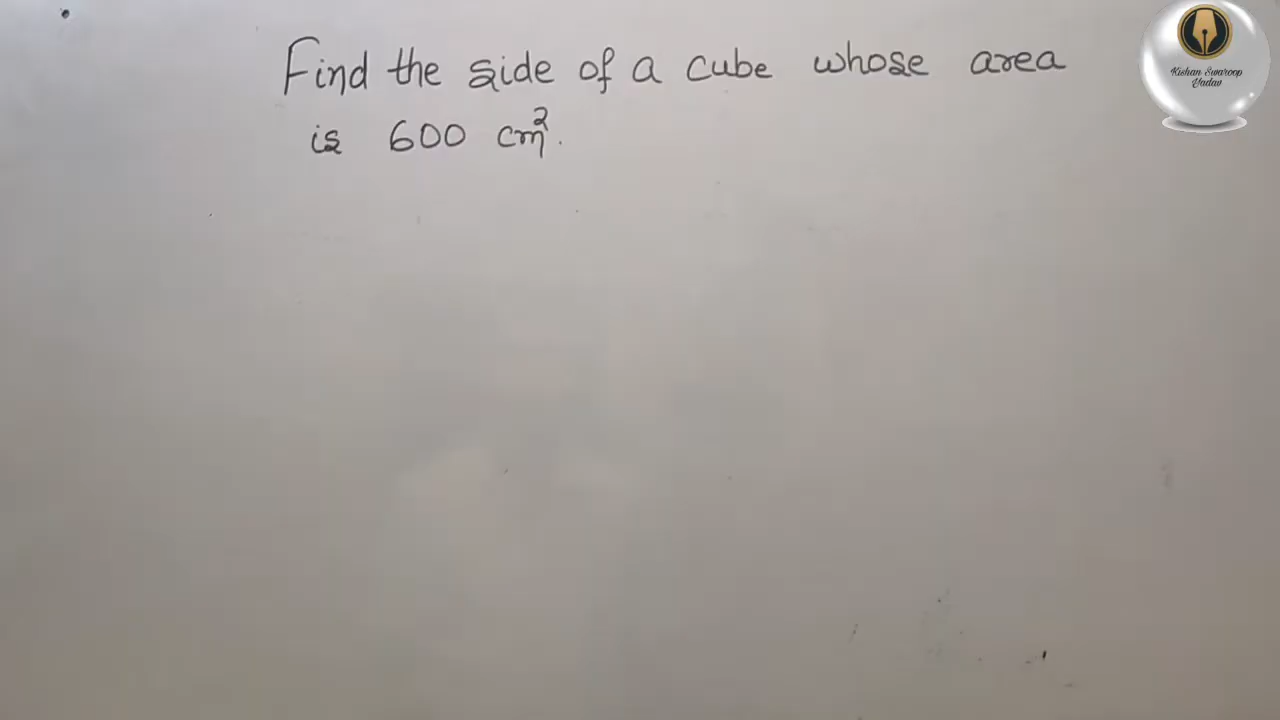 Find the side of a cube whose area
is 600 cm².
Kishan Swaroop
Yadav